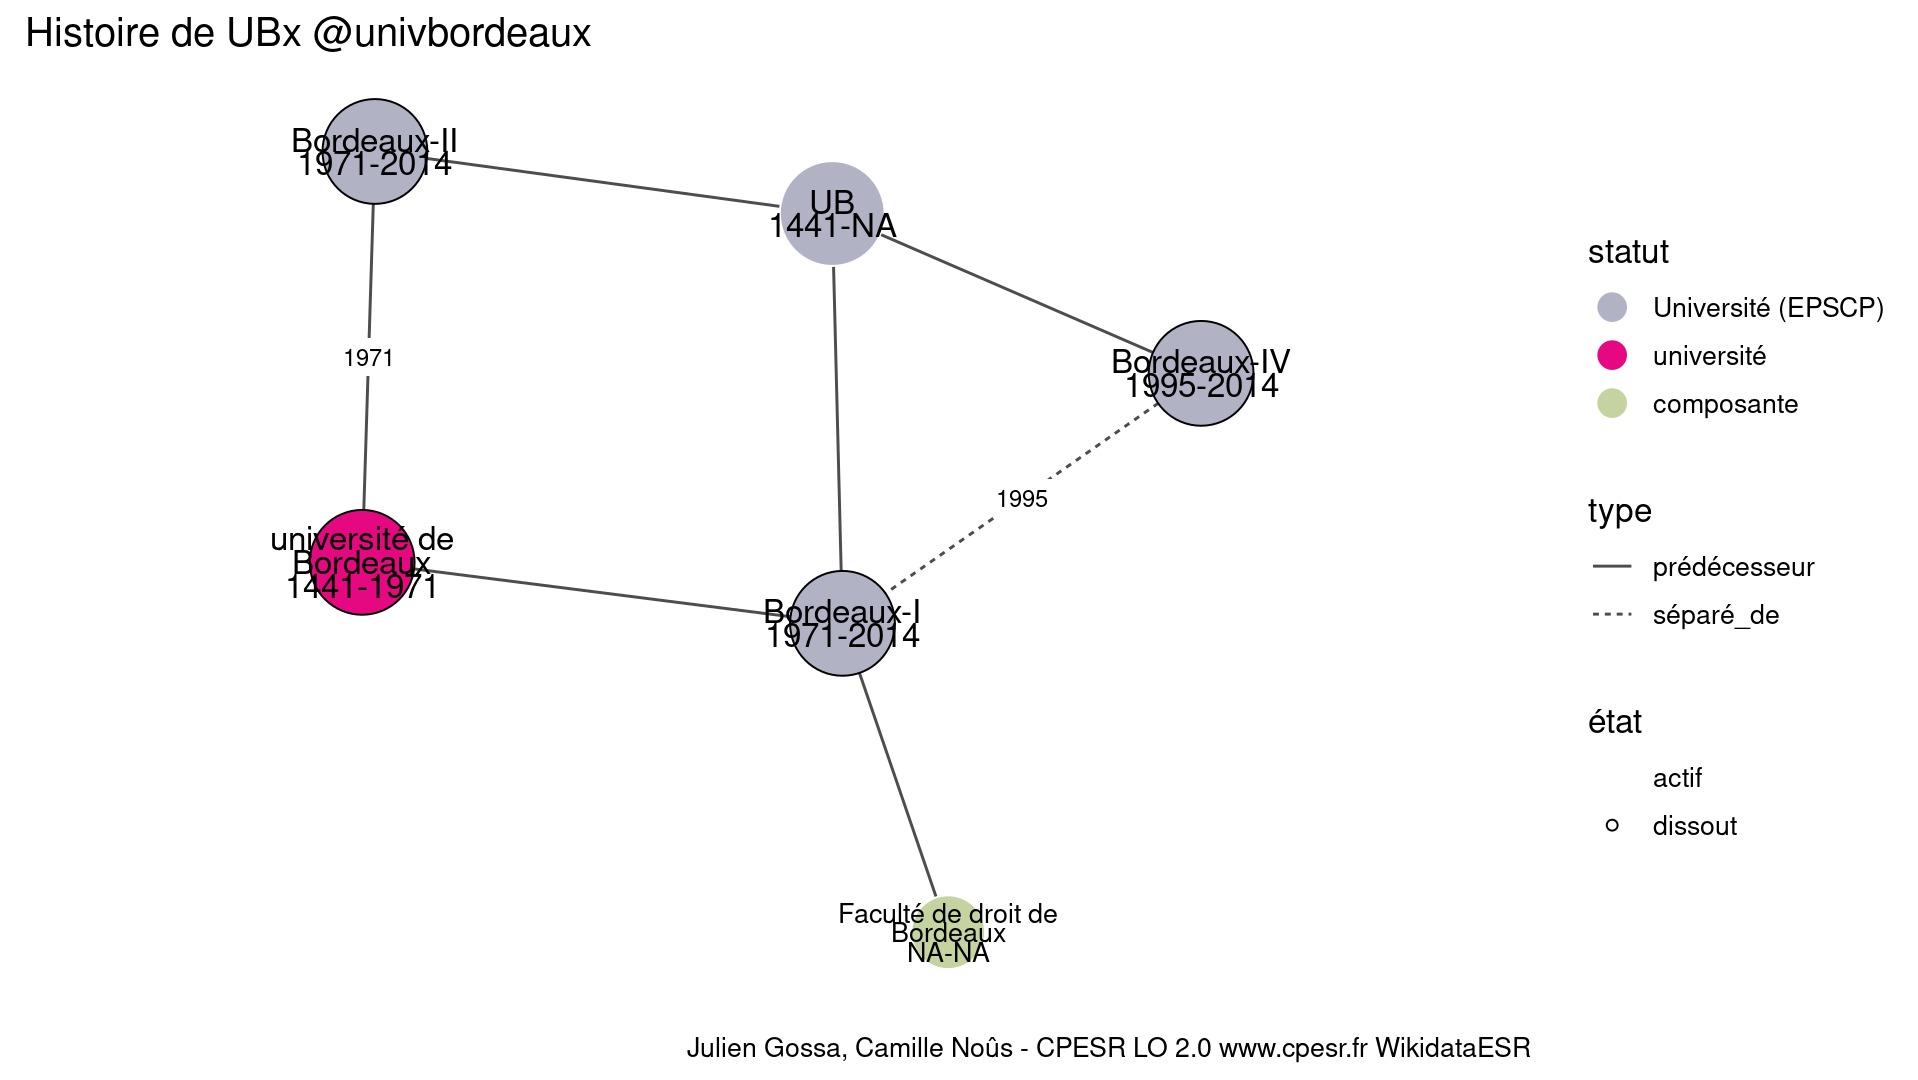 Histoire de UBx @univbordeaux
Bordeaux-II
1971-2014
UB
1441-NA
Bordeaux-IV
1995-2014
1971
1995
université de
Bordeaux
1441-1971
Bordeaux-I
1971-2014
Faculté de droit de
Bordeaux
NA-NA
statut
Université (EPSCP)
université
composante
type
prédécesseur
séparé_de
état
actif
dissout
Julien Gossa, Camille Noûs - CPESR LO 2.0 www.cpesr.fr WikidataESR